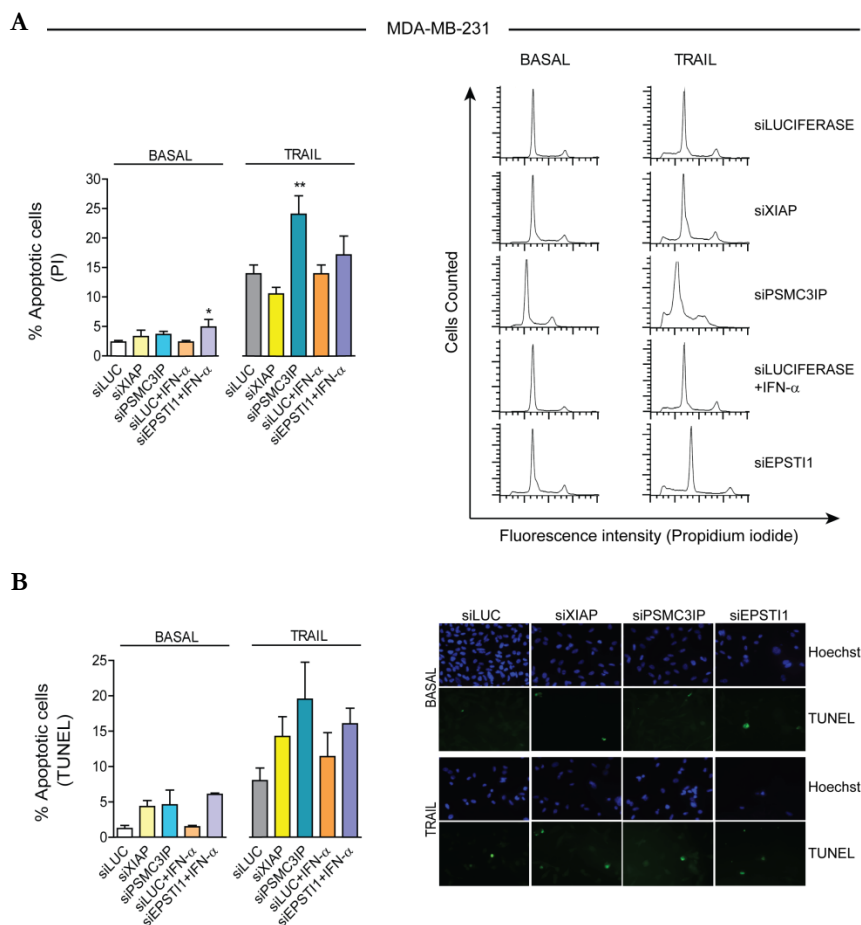 A
MDA-MB-231
BASAL
TRAIL
% Apoptotic cells
(PI)
30
25
20
15
10
5
0
**
*
siLUC
siXIAP
siPSMC3IP
siLUC+IFN-α
siEPSTI1+IFN-α
siLUC
siXIAP
siPSMC3IP
siLUC+IFN-α
siEPSTI1+IFN-α
BASAL
TRAIL
Cells Counted
siLUCIFERASE
siXIAP
siPSMC3IP
siLUCIFERASE
+IFN-α
siEPSTI1
Fluorescence intensity (Propidium iodide)
B
BASAL
TRAIL
% Apoptotic cells
(TUNEL)
25
20
15
10
5
0
siLUC
siXIAP
siPSMC3IP
siLUC+IFN-α
siEPSTI1+IFN-α
siLUC
siXIAP
siPSMC3IP
siLUC+IFN-α
siEPSTI1+IFN-α
siLUC siXIAP siPSMC3IP siEPSTI1
BASAL
Hoechst
TUNEL
TRAIL
Hoechst
TUNEL